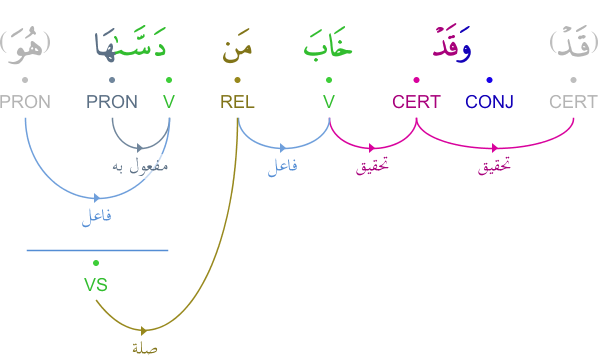 (قَدْ) وَقَدْ خَابَ مَن دَسَّىٰهَا (هُوَ)
CERT CONJ CERT V REL V PRON PRON
تحقيق تحقيق فاعل مفعول به
فاعل
VS
صلة